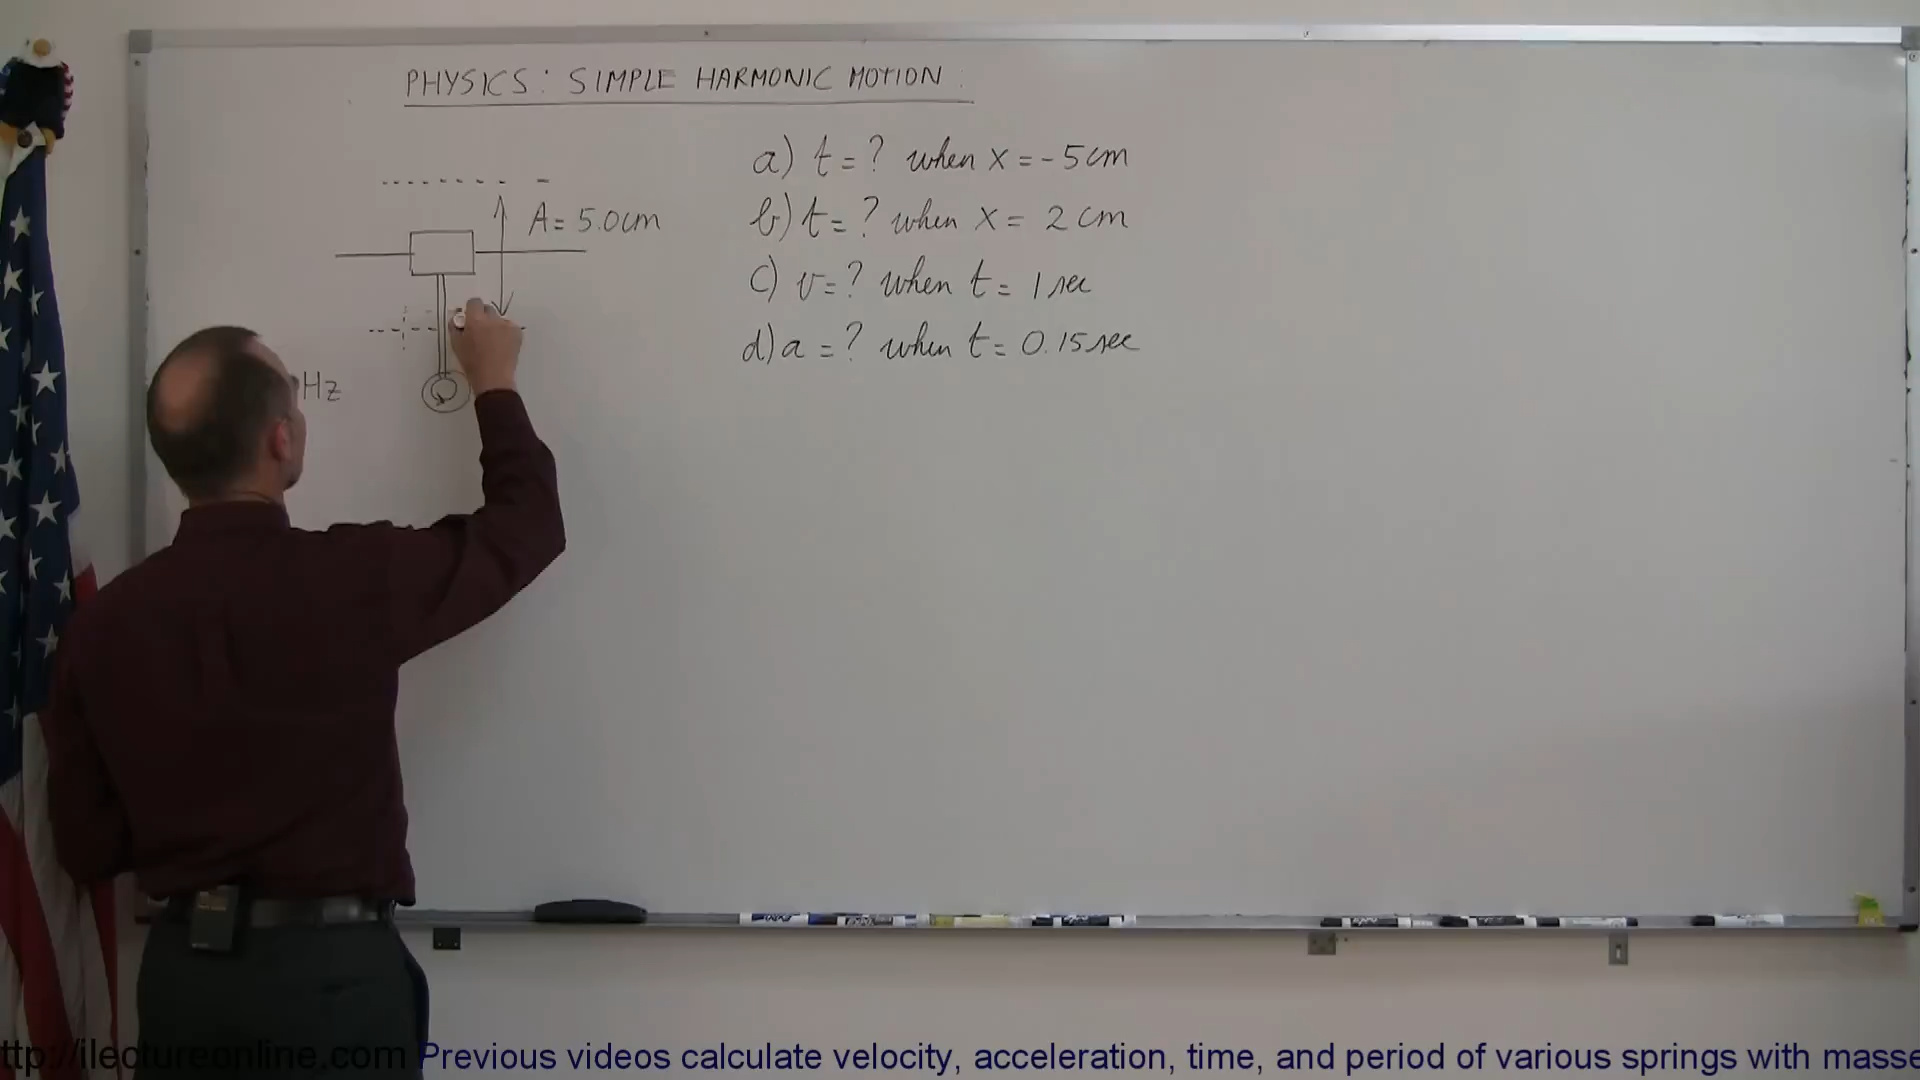 PHYSICS: SIMPLE HARMONIC MOTION.
A = 5.0 cm
Hz
a) t = ? when x = -5 cm
b) t = ? when x = 2 cm
c) v = ? when t = 1 sec
d) a = ? when t = 0.15 sec
ttp://ilectureonline.com Previous videos calculate velocity, acceleration, time, and period of various springs with masse